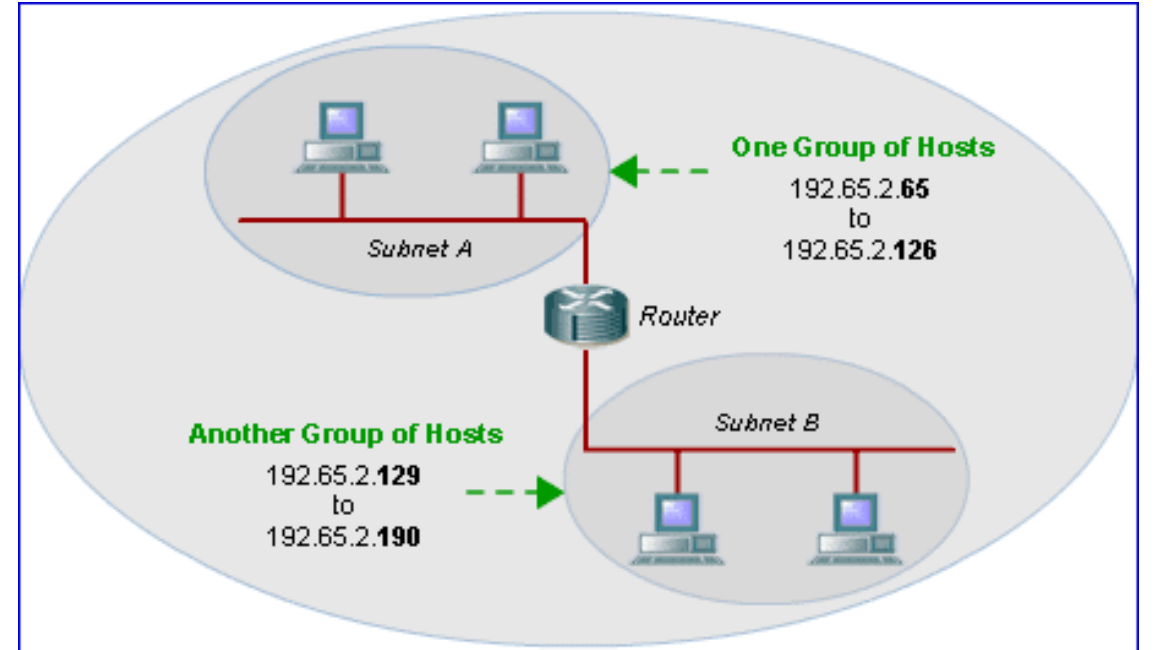 One Group of Hosts
192.65.2.65
to
192.65.2.126
Subnet A
Router
Subnet B
Another Group of Hosts
192.65.2.129
to
192.65.2.190